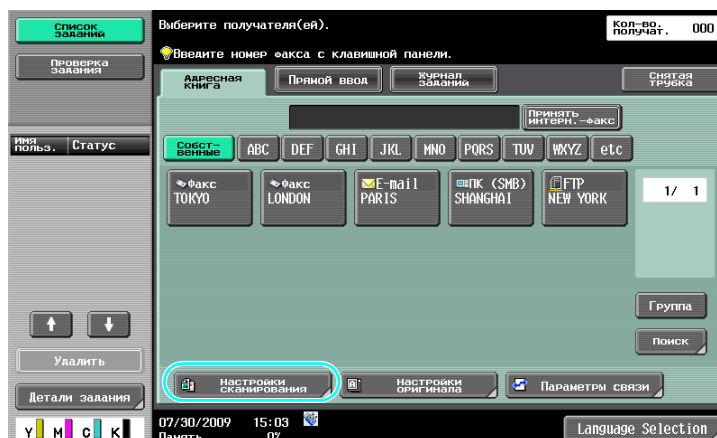 Список
заданий
Выберите получателя(ей).
Кол-во.
получат. 000
Введите номер факса с клавишной панели.
Проверка
задания
Адресная
книга
Прямой ввод
Журнал
заданий
Снятая
трубка
Принять
интерн.-факс
Имя
польз. Статус
Собст-
венные ABC DEF GHI JKL MNO PQRS TUV WXYZ etc
Факс
TOKYO
Факс
LONDON
E-mail
PARIS
ПК (SMB)
SHANGHAI
FTP
NEW YORK
1/ 1
Группа
Поиск
Удалить
Детали задания
Настройки
сканирования
Настройки
оригинала
Параметры связи
07/30/2009 15:03
Память 0%
Y M C K
Language Selection